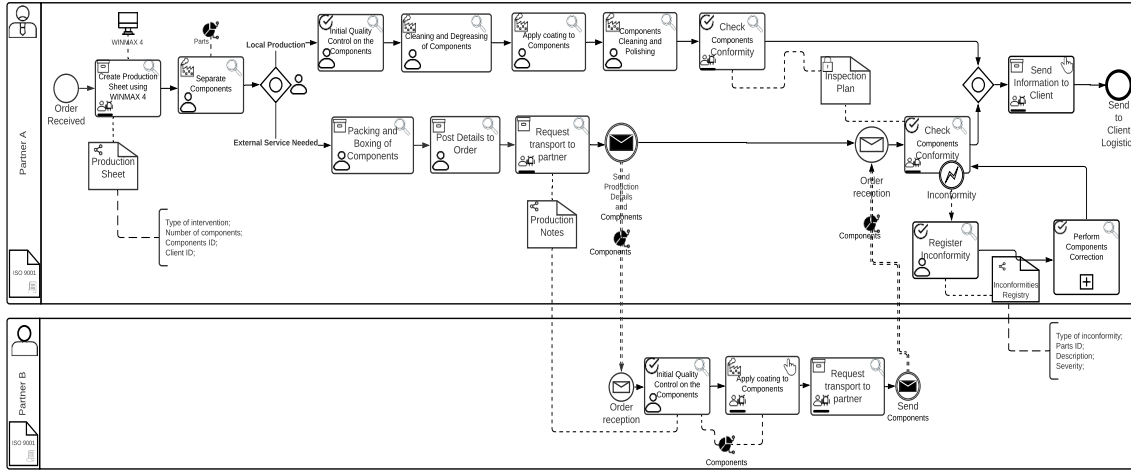 Partner A
ISO 9001
WINMAX 4
Parts
Order
Received
Create Production
Sheet using
WINMAX 4
Separate
Components
Local Production
External Service Needed
Initial Quality
Control on the
Components
Cleaning and Degreasing
of Components
Apply coating to
Components
Components
Cleaning and
Polishing
Check
Components
Conformity
Inspection
Plan
Send
Information to
Client
Send
to
Client
Logistic
Production
Sheet
Type of intervention;
Number of components;
Components ID;
Client ID;
Packing and
Boxing of
Components
Post Details to
Order
Request
transport to
partner
Send
Production
Details
and
Components
Components
Production
Notes
Order
reception
Components
Check
Components
Conformity
Inconformity
Register
Inconformity
Perform
Components
Correction
Inconformities
Registry
Type of inconformity;
Parts ID;
Description;
Severity;
Partner B
ISO 9001
Order
reception
Initial Quality
Control on the
Components
Apply coating to
Components
Request
transport to
partner
Send
Components
Components